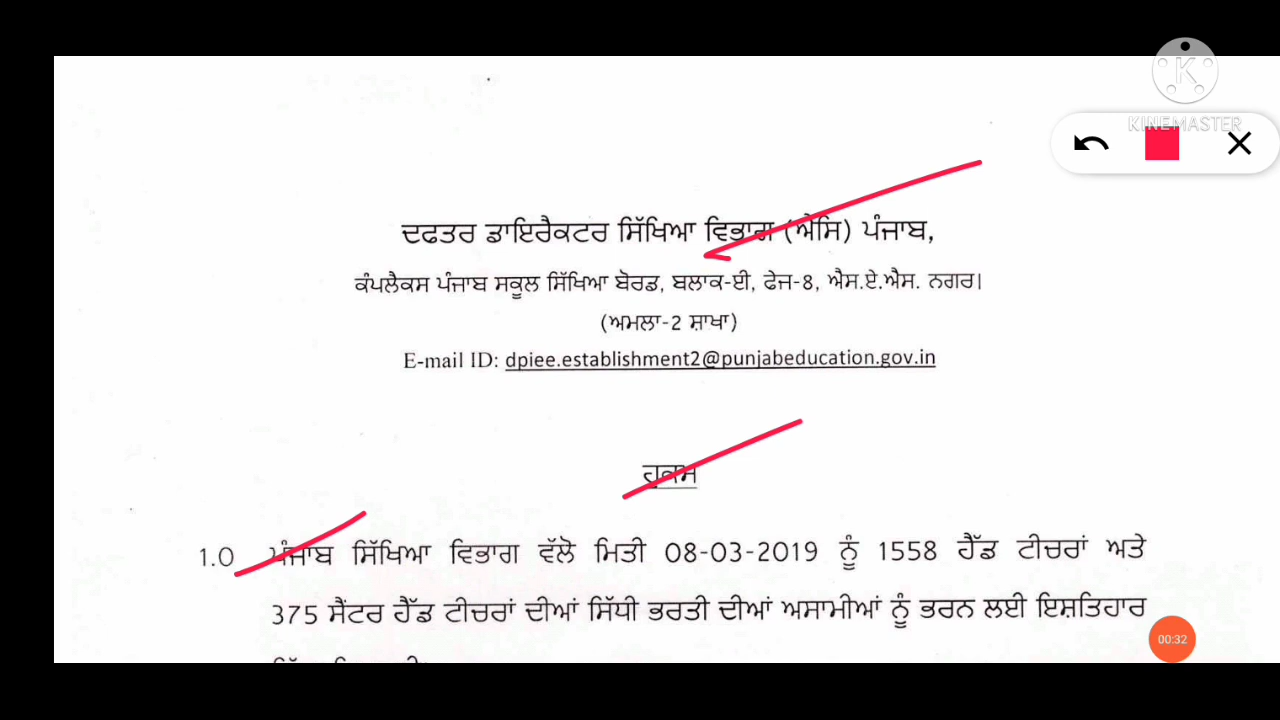 KINEMASTER
ਦਫਤਰ ਡਾਇਰੈਕਟਰ ਸਿੱਖਿਆ ਵਿਭਾਗ (ਐਸਿ) ਪੰਜਾਬ,
ਕੰਪਲੈਕਸ ਪੰਜਾਬ ਸਕੂਲ ਸਿੱਖਿਆ ਬੋਰਡ, ਬਲਾਕ-ਈ, ਫੇਜ-8, ਐਸ.ਏ.ਐਸ. ਨਗਰ।
(ਅਮਲਾ-2 ਸ਼ਾਖਾ)
E-mail ID: dpiee.establishment2@punjabeducation.gov.in
ਹੁਕਮ
1.0 ਪੰਜਾਬ ਸਿੱਖਿਆ ਵਿਭਾਗ ਵੱਲੋ ਮਿਤੀ 08-03-2019 ਨੂੰ 1558 ਹੈੱਡ ਟੀਚਰਾਂ ਅਤੇ
375 ਸੈਂਟਰ ਹੈੱਡ ਟੀਚਰਾਂ ਦੀਆਂ ਸਿੱਧੀ ਭਰਤੀ ਦੀਆਂ ਅਸਾਮੀਆਂ ਨੂੰ ਭਰਨ ਲਈ ਇਸ਼ਤਿਹਾਰ
00:32